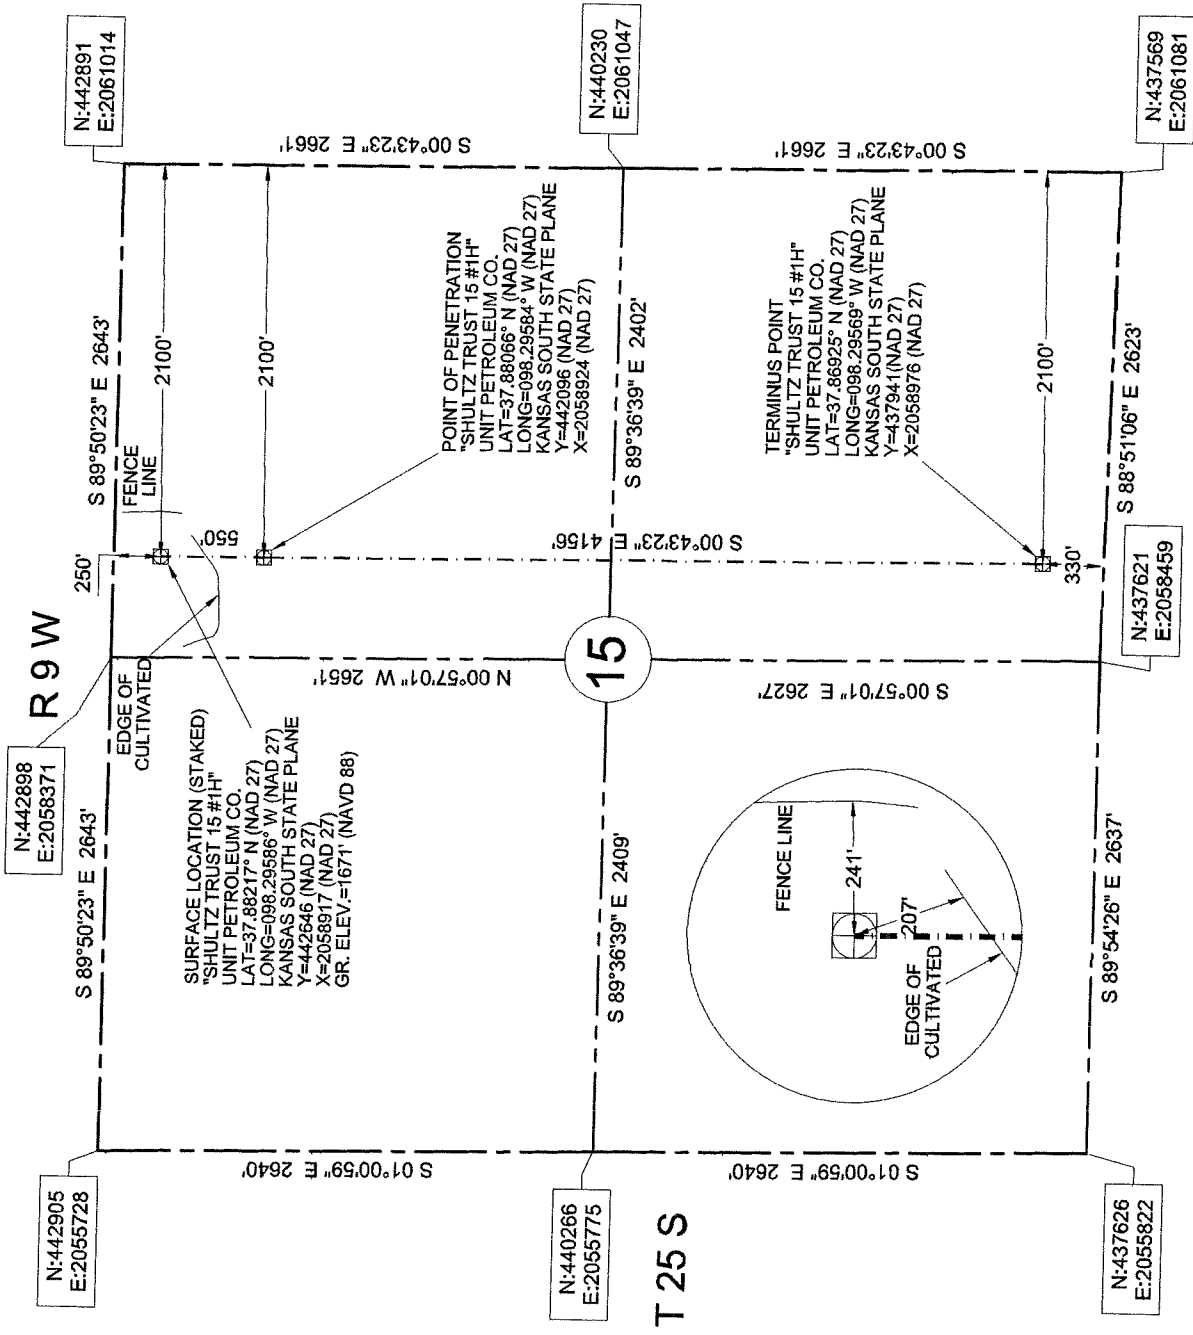 R 9 W
T 25 S
15
N:442905
E:2055728
N:442898
E:2058371
N:442891
E:2061014
S 89°50'23" E 2643'
S 89°50'23" E 2643'
250'
FENCE
LINE
2100'
2100'
550'
EDGE OF
CULTIVATED
SURFACE LOCATION (STAKED)
"SHULTZ TRUST 15 #1H"
UNIT PETROLEUM CO.
LAT=37.88217° N (NAD 27)
LONG=098.29586° W (NAD 27)
KANSAS SOUTH STATE PLANE
Y=442646 (NAD 27)
X=2058917 (NAD 27)
GR. ELEV.=1671' (NAVD 88)
POINT OF PENETRATION
"SHULTZ TRUST 15 #1H"
UNIT PETROLEUM CO.
LAT=37.88066° N (NAD 27)
LONG=098.29584° W (NAD 27)
KANSAS SOUTH STATE PLANE
Y=442096 (NAD 27)
X=2058924 (NAD 27)
S 01°00'59" E 2640'
N 00°57'01" W 2651'
S 00°43'23" E 4156'
S 00°43'23" E 2661'
N:440266
E:2055775
N:440230
E:2061047
S 89°36'39" E 2409'
S 89°36'39" E 2402'
TERMINUS POINT
"SHULTZ TRUST 15 #1H"
UNIT PETROLEUM CO.
LAT=37.86925° N (NAD 27)
LONG=098.29569° W (NAD 27)
KANSAS SOUTH STATE PLANE
Y=437941(NAD 27)
X=2058976 (NAD 27)
S 01°00'59" E 2640'
S 00°57'01" E 2627'
S 00°43'23" E 2661'
FENCE LINE
241'
207'
EDGE OF
CULTIVATED
2100'
330'
S 89°54'26" E 2637'
S 88°51'06" E 2623'
N:437626
E:2055822
N:437621
E:2058459
N:437569
E:2061081